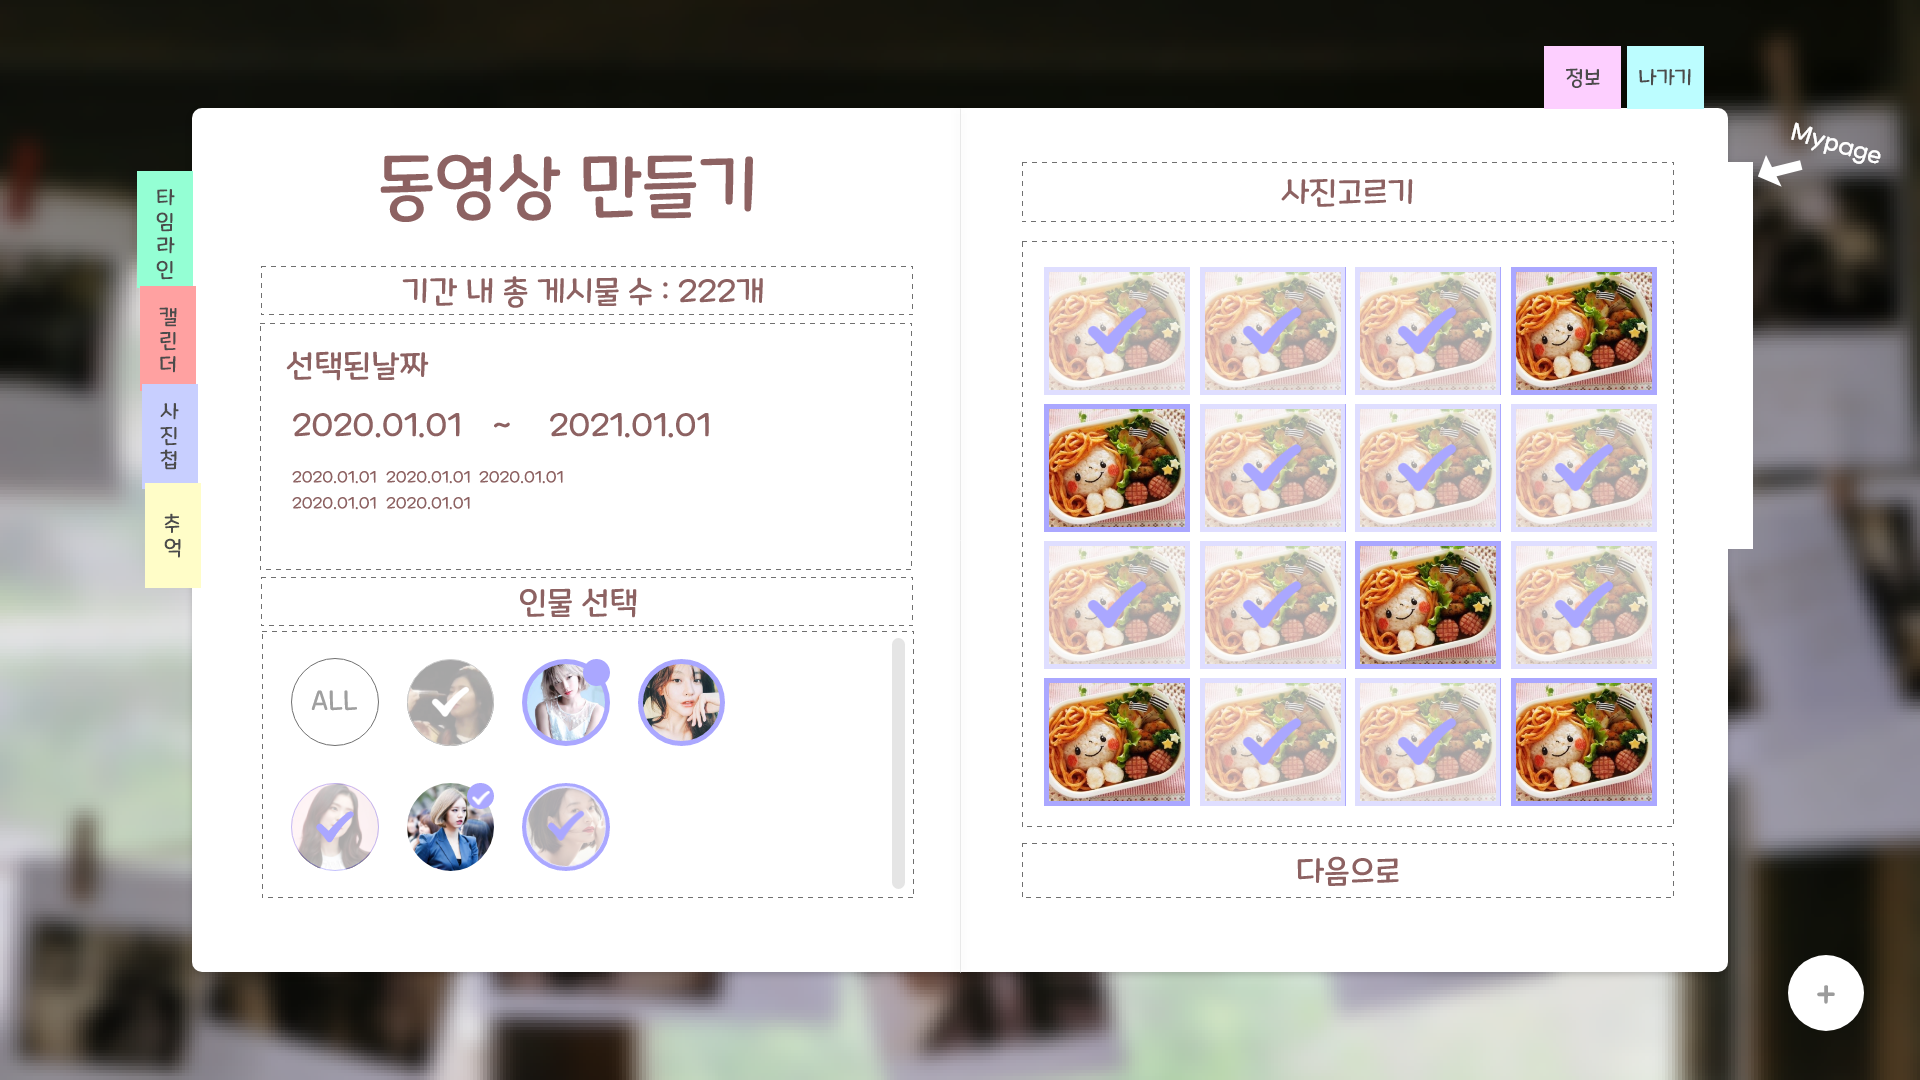 정보
나가기
Mypage
타임라인
캘린더
사진첩
추억
동영상 만들기
기간 내 총 게시물 수 : 222개
선택된날짜
2020.01.01 ~ 2021.01.01
2020.01.01 2020.01.01 2020.01.01
2020.01.01 2020.01.01
인물 선택
ALL
사진고르기
다음으로
+